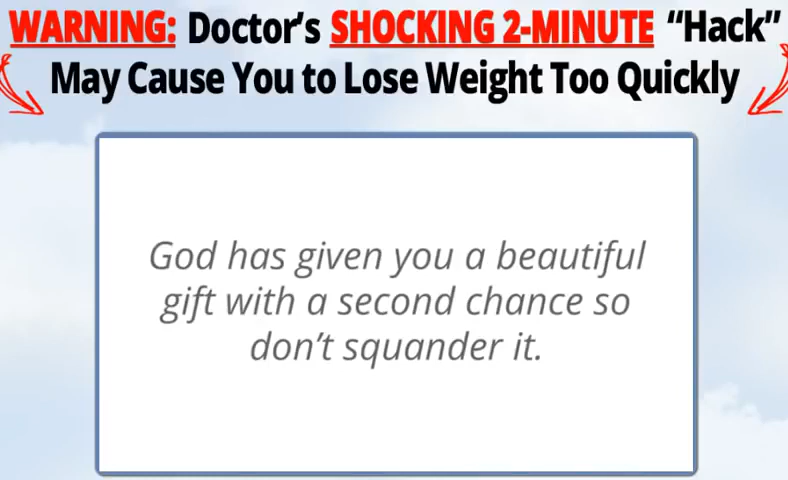 WARNING: Doctor's SHOCKING 2-MINUTE “Hack”
May Cause You to Lose Weight Too Quickly
God has given you a beautiful
gift with a second chance so
don’t squander it.